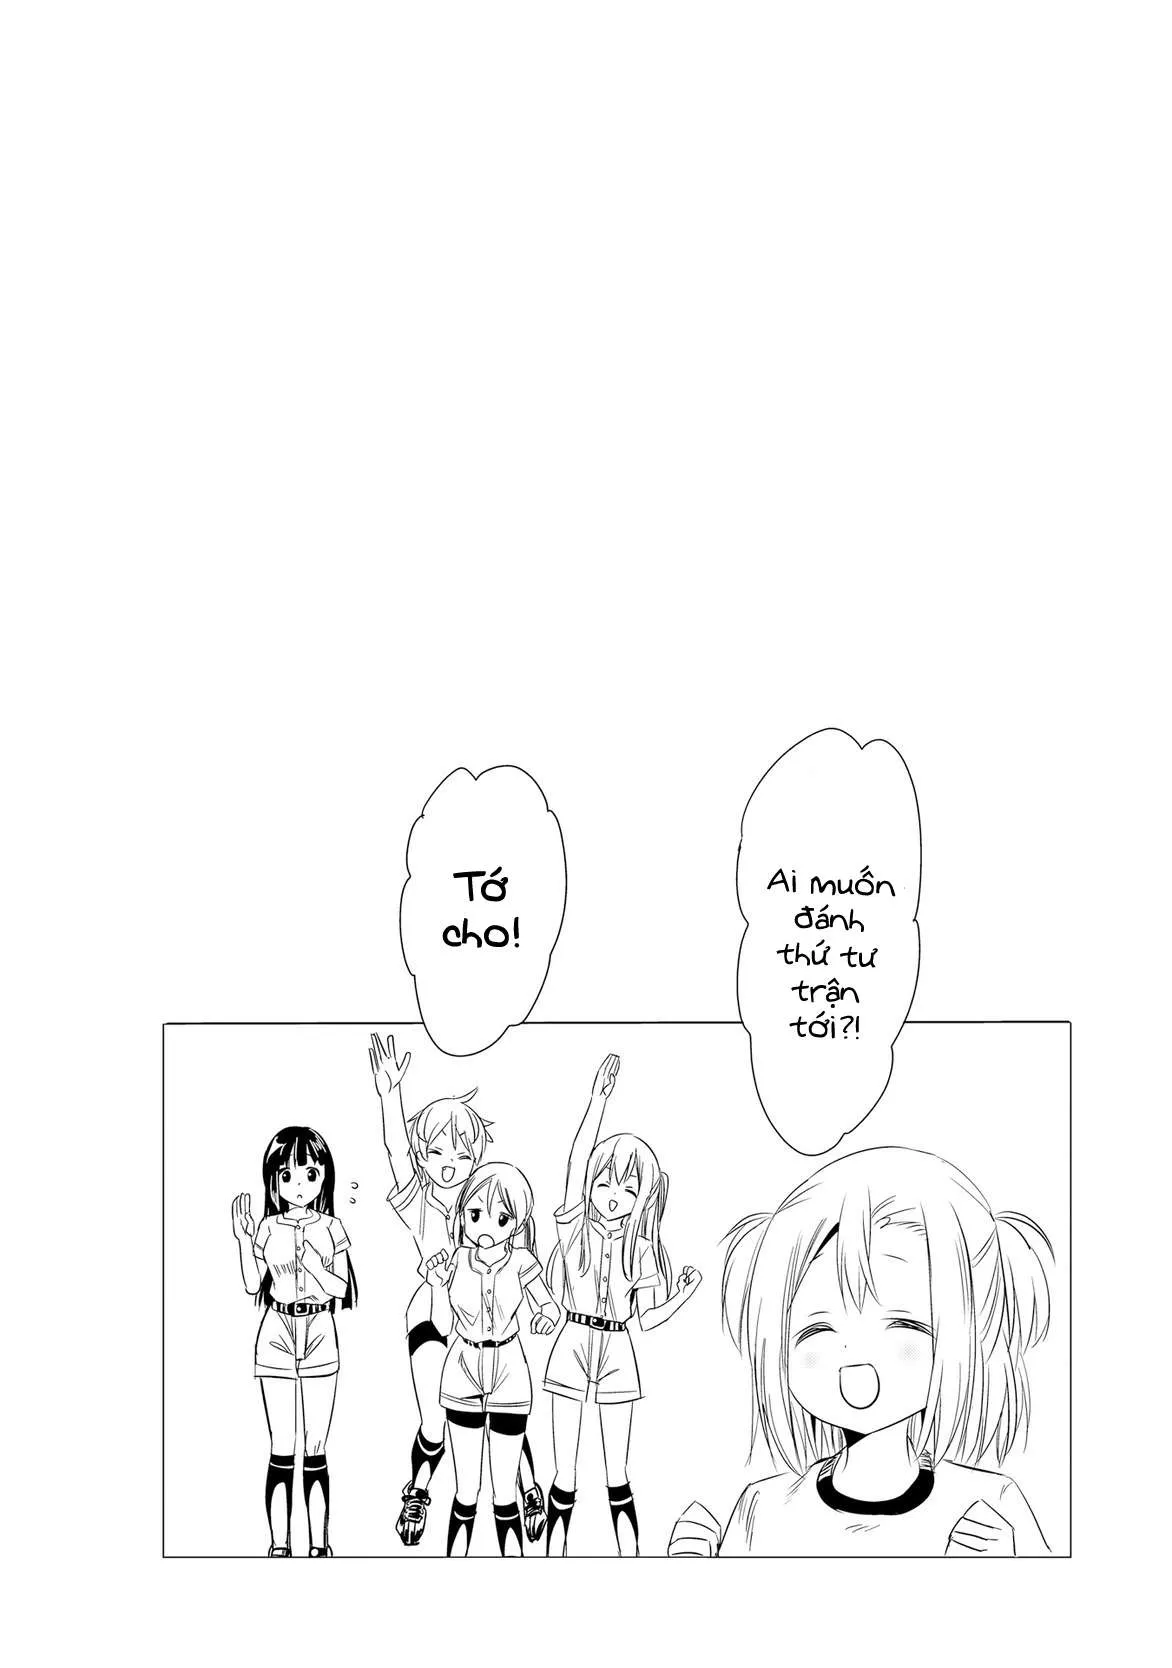 Ai muốn
đánh
thứ tư
trận
tới?!
Tớ
cho!